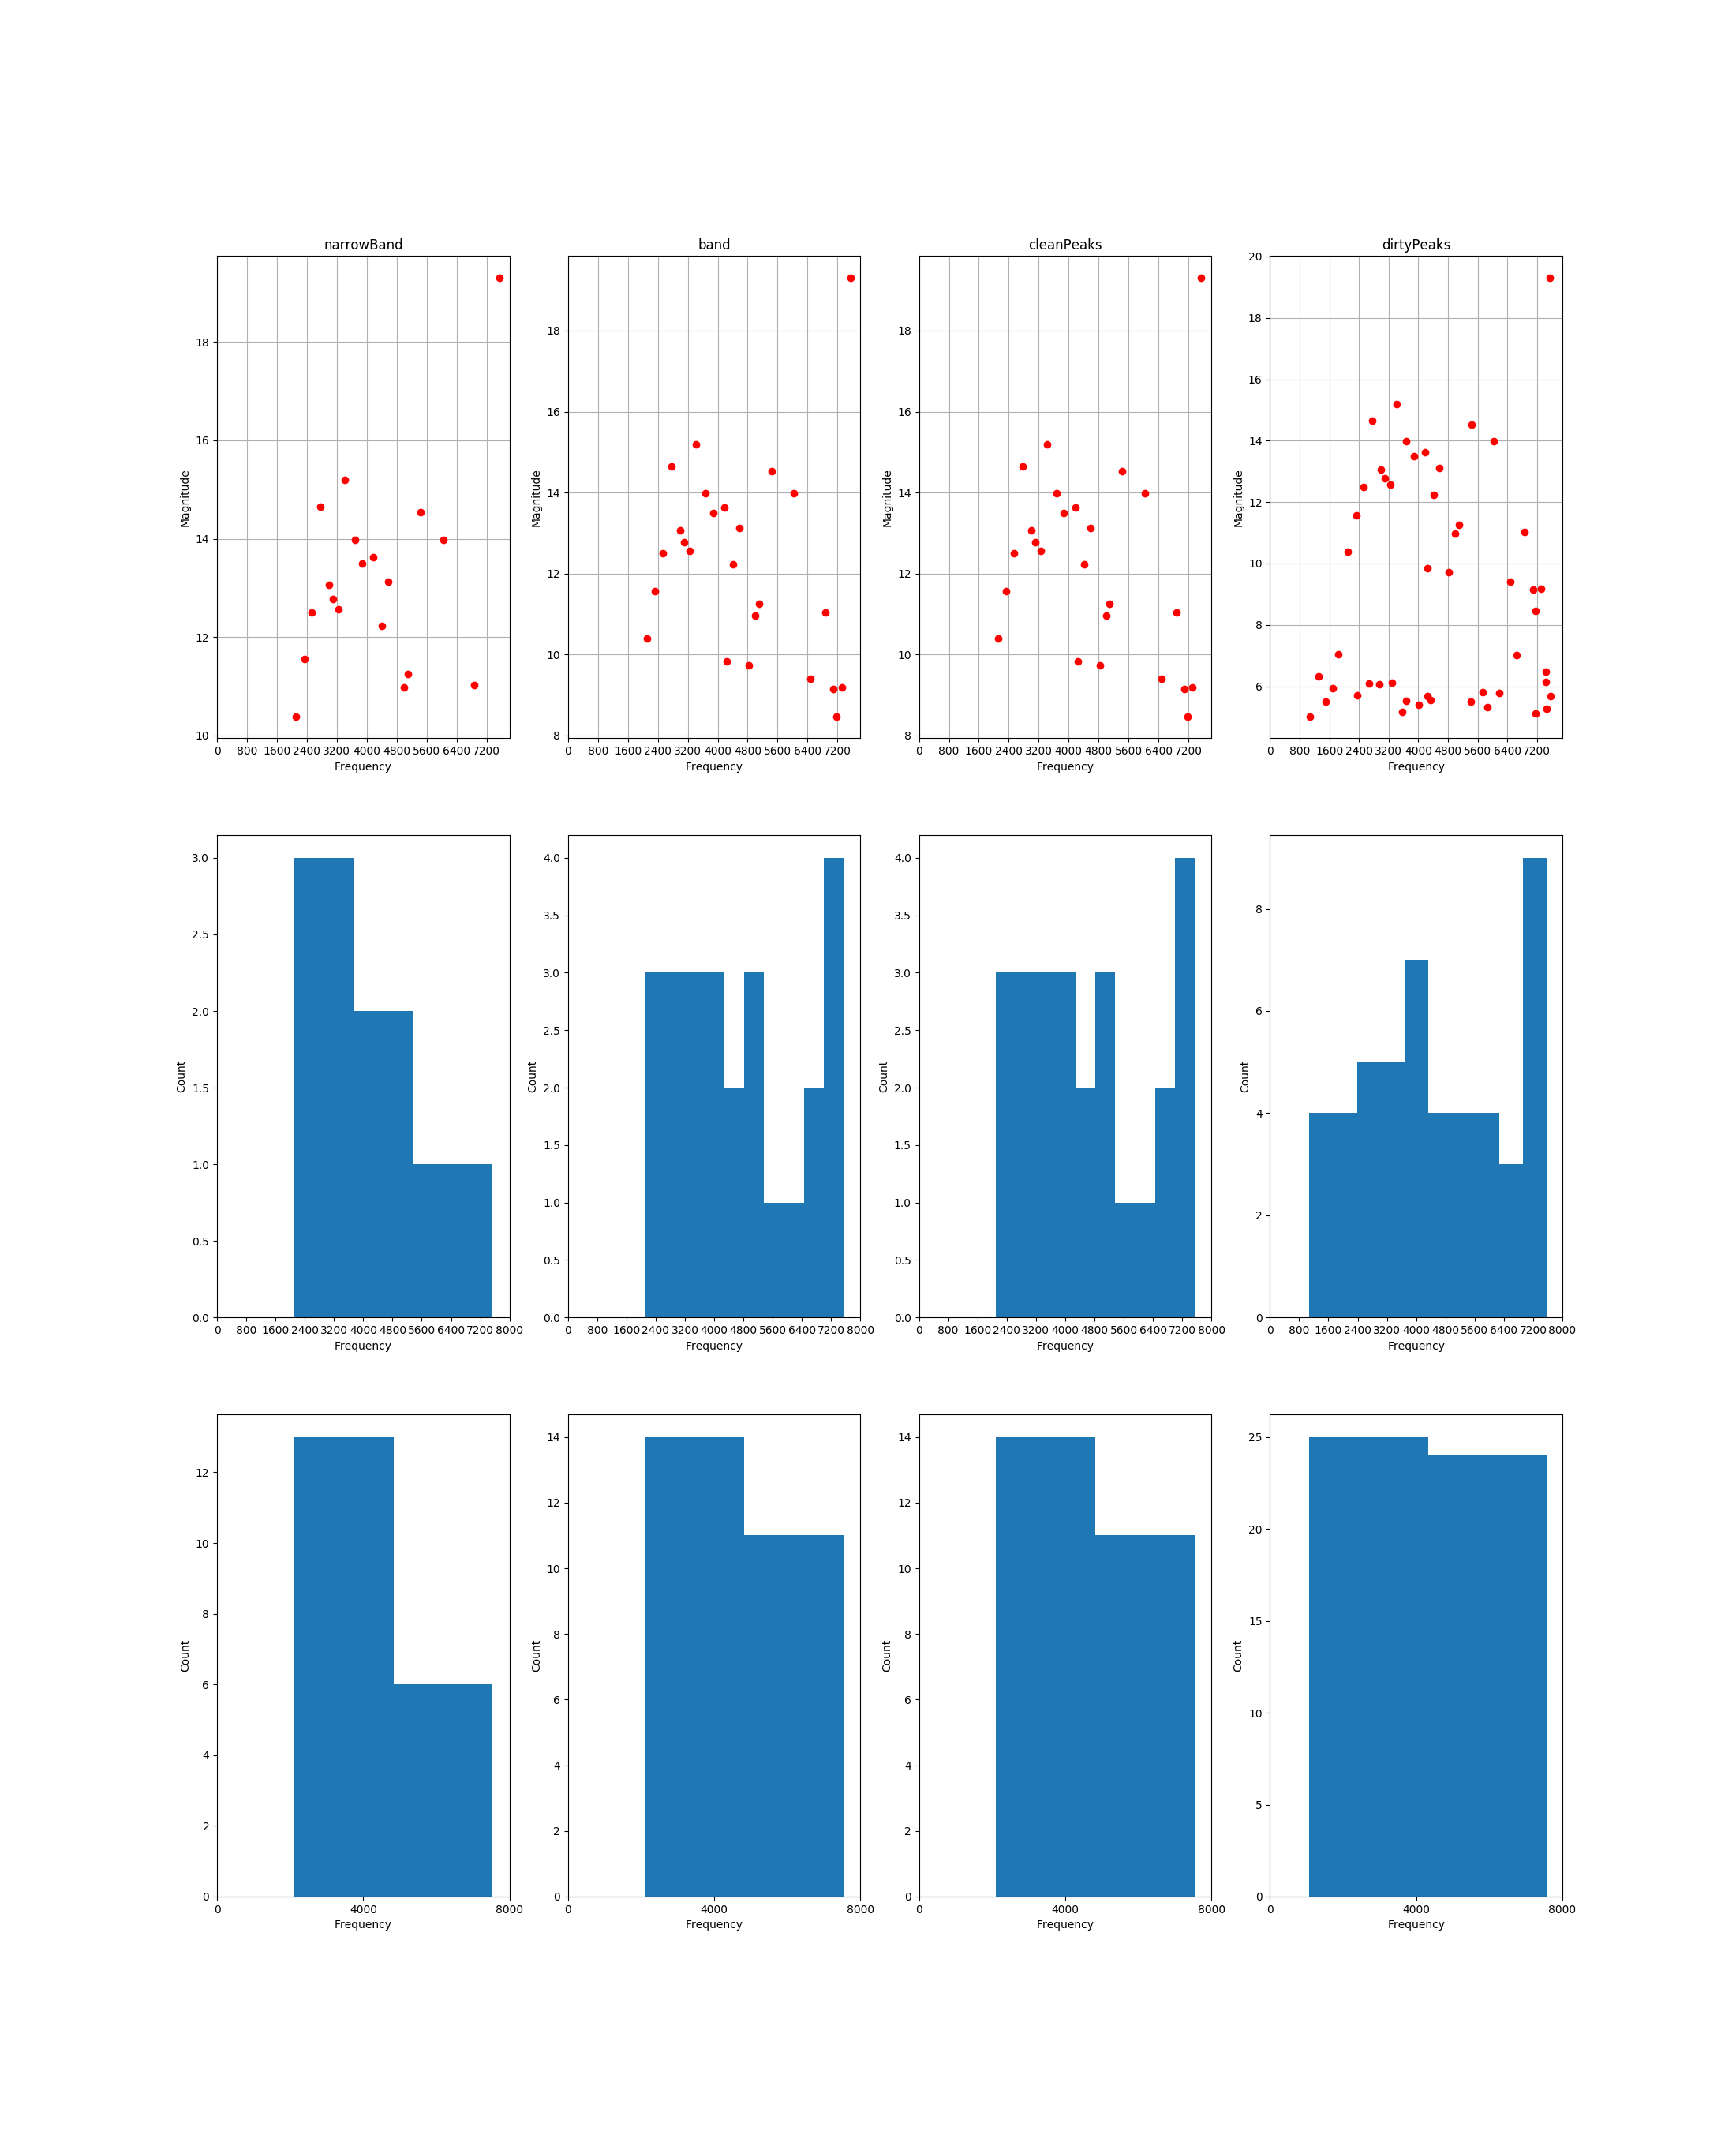 narrowBand band cleanPeaks dirtyPeaks
20
18 18 18 18
16 16 16 16
Magnitude Magnitude Magnitude Magnitude
14 14 14 14
12 12 12 12
10 10 10 10
8 8 8
6
0 800 1600 2400 3200 4000 4800 5600 6400 7200 0 800 1600 2400 3200 4000 4800 5600 6400 7200 0 800 1600 2400 3200 4000 4800 5600 6400 7200 0 800 1600 2400 3200 4000 4800 5600 6400 7200
Frequency Frequency Frequency Frequency
3.0 4.0 4.0
2.5 3.5 3.5 8
2.0 3.0 3.0 6
2.5 2.5
Count Count Count Count
1.5 2.0 2.0 4
1.0 1.5 1.5
0.5 1.0 1.0 2
0.5 0.5
0.0 0.0 0.0 0
0 800 1600 2400 3200 4000 4800 5600 6400 7200 8000 0 800 1600 2400 3200 4000 4800 5600 6400 7200 8000 0 800 1600 2400 3200 4000 4800 5600 6400 7200 8000 0 800 1600 2400 3200 4000 4800 5600 6400 7200 8000
Frequency Frequency Frequency Frequency
14 14 25
12 12 12 20
10 10 10
8 8 8 15
Count Count Count Count
6 6 6 10
4 4 4
2 2 2 5
0 0 0 0
0 4000 8000 0 4000 8000 0 4000 8000 0 4000 8000
Frequency Frequency Frequency Frequency